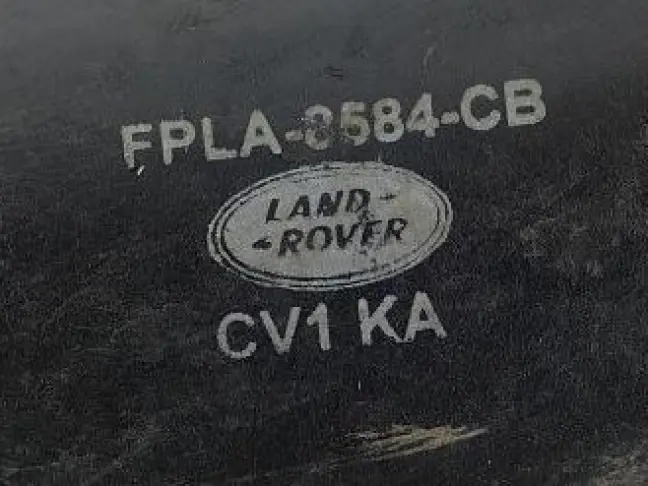 FPLA-8584-CB
LAND-
-ROVER
CV1 KA